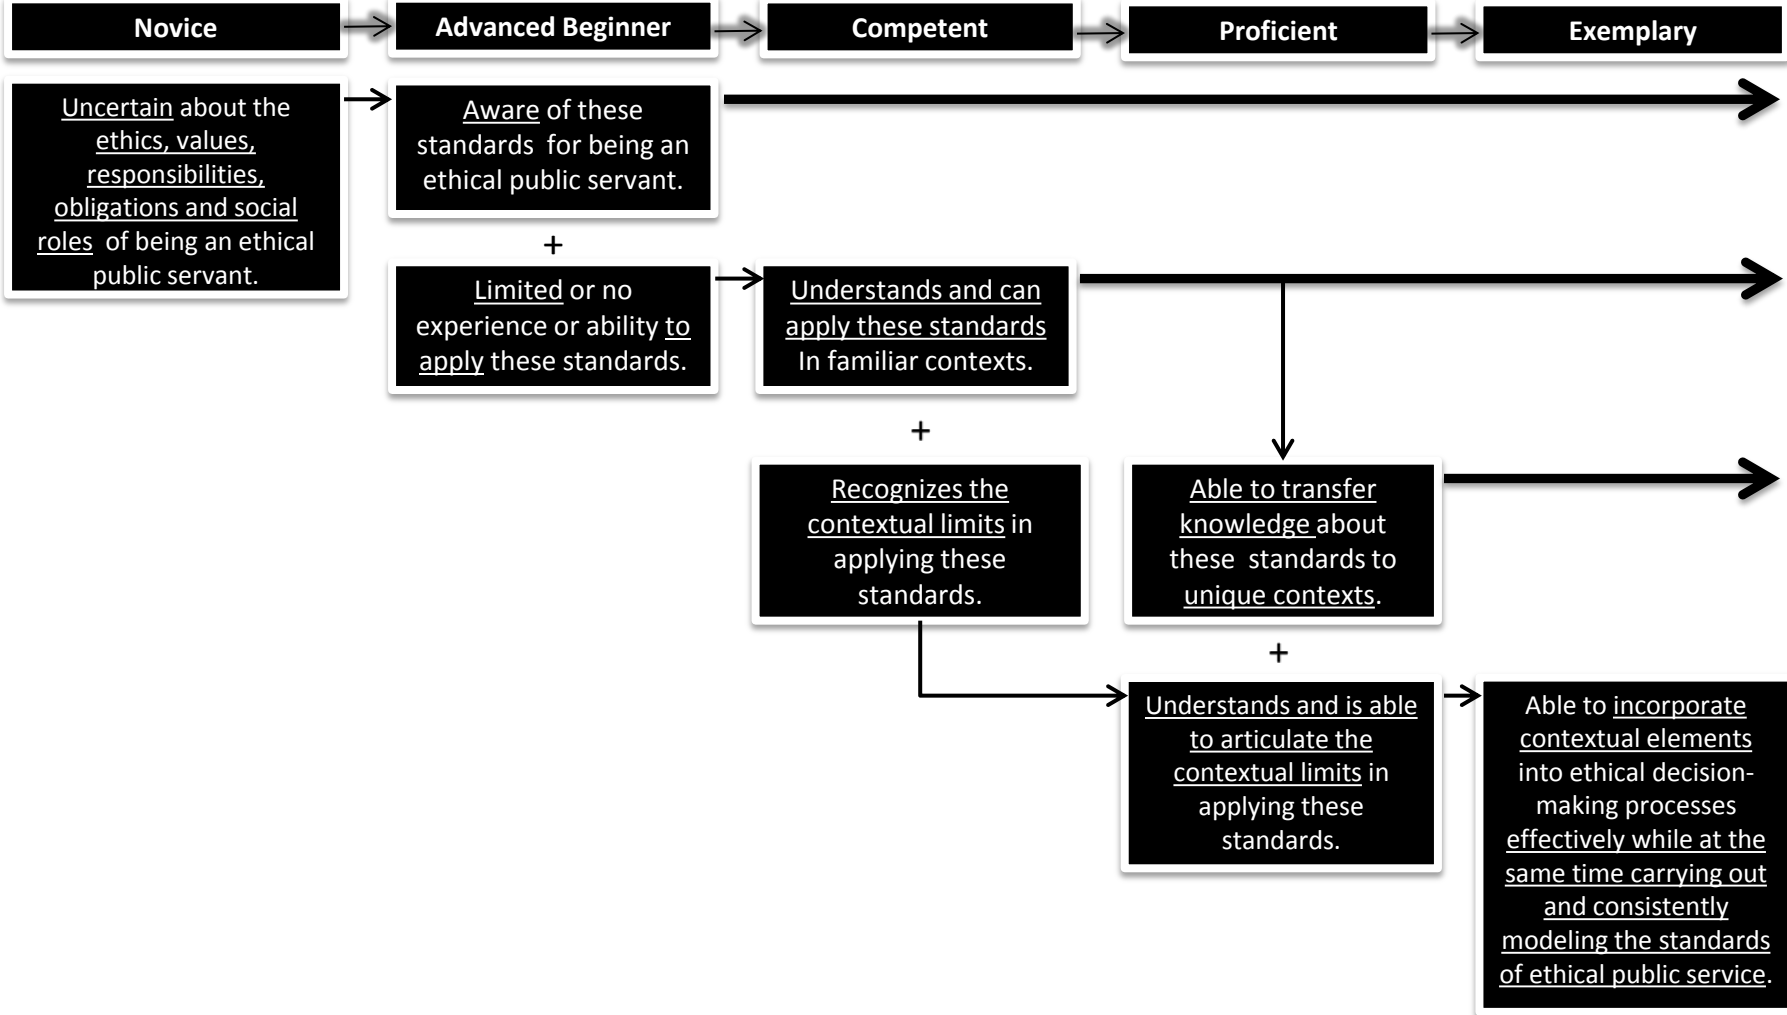 Novice
Advanced Beginner
Competent
Proficient
Exemplary
Uncertain about the
ethics, values,
responsibilities,
obligations and social
roles of being an ethical
public servant.
Aware of these
standards for being an
ethical public servant.
+
Limited or no
experience or ability to
apply these standards.
Understands and can
apply these standards
In familiar contexts.
+
Recognizes the
contextual limits in
applying these
standards.
Able to transfer
knowledge about
these standards to
unique contexts.
+
Understands and is able
to articulate the
contextual limits in
applying these
standards.
Able to incorporate
contextual elements
into ethical decision-
making processes
effectively while at the
same time carrying out
and consistently
modeling the standards
of ethical public service.